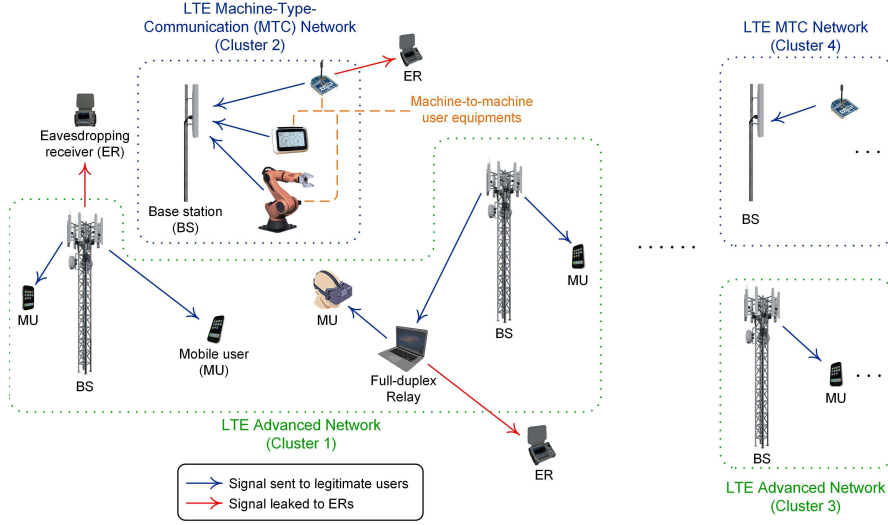 LTE Machine-Type-
Communication (MTC) Network
(Cluster 2)
ER
LTE MTC Network
(Cluster 4)
Eavesdropping
receiver (ER)
Machine-to-machine
user equipments
Base station
(BS)
BS
MU
MU
Mobile user
(MU)
BS
MU
Full-duplex
Relay
BS
MU
BS
LTE Advanced Network
(Cluster 1)
ER
LTE Advanced Network
(Cluster 3)
Signal sent to legitimate users
Signal leaked to ERs